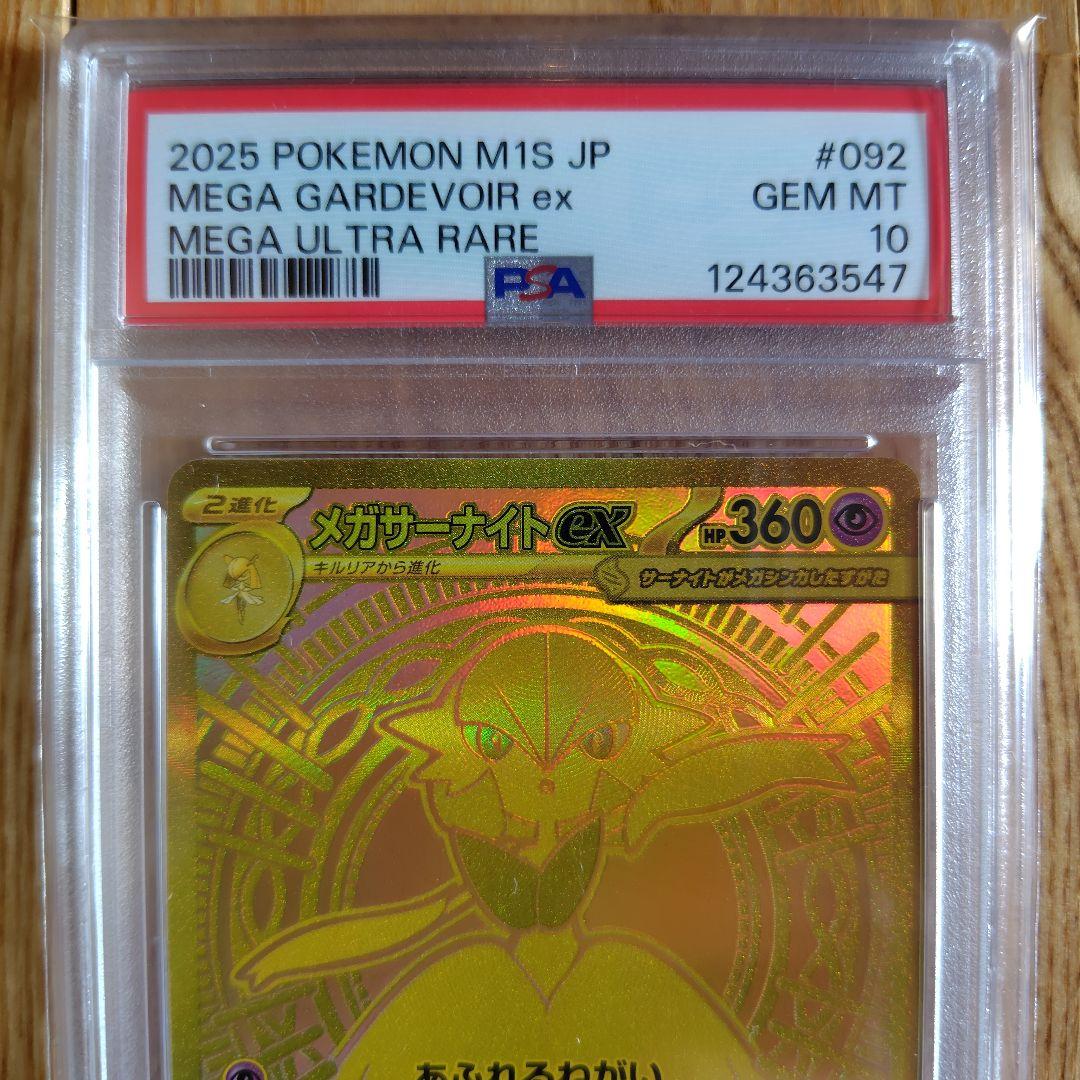 2025 POKEMON M1S JP #092
MEGA GARDEVOIR ex GEM MT
MEGA ULTRA RARE 10
PSA 124363547
2進化 メガサーナイトex HP360
キルリアから進化 サーナイトがメガシンカしたすがた
あふれるねがい